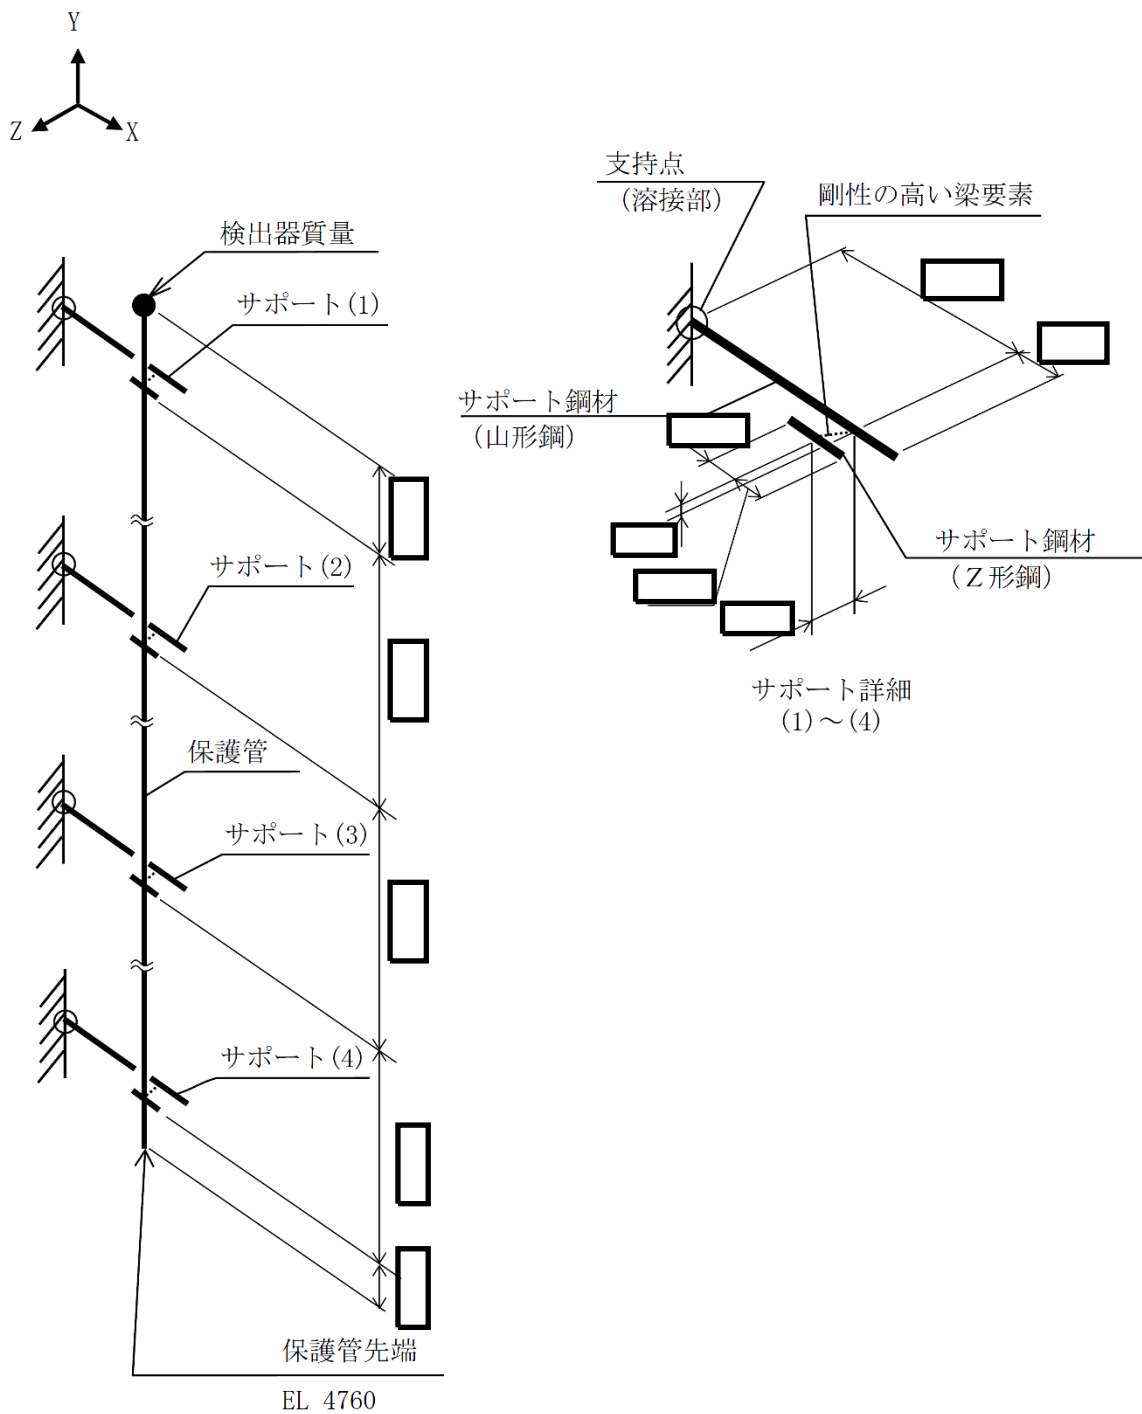 Y
Z
X
検出器質量
サポート(1)
サポート(2)
保護管
サポート(3)
サポート(4)
保護管先端
EL 4760
支持点
(溶接部)
剛性の高い梁要素
サポート鋼材
(山形鋼)
サポート鋼材
(Z形鋼)
サポート詳細
(1)～(4)